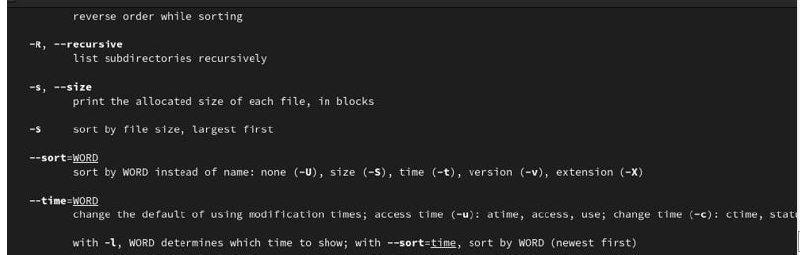 reverse order while sorting
-R, --recursive
list subdirectories recursively
-s, --size
print the allocated size of each file, in blocks
-S sort by file size, largest first
--sort=WORD
sort by WORD instead of name: none (-U), size (-S), time (-t), version (-v), extension (-X)
--time=WORD
change the default of using modification times; access time (-u): atime, access, use; change time (-c): ctime,
with -l, WORD determines which time to show; with --sort=time, sort by WORD (newest first)